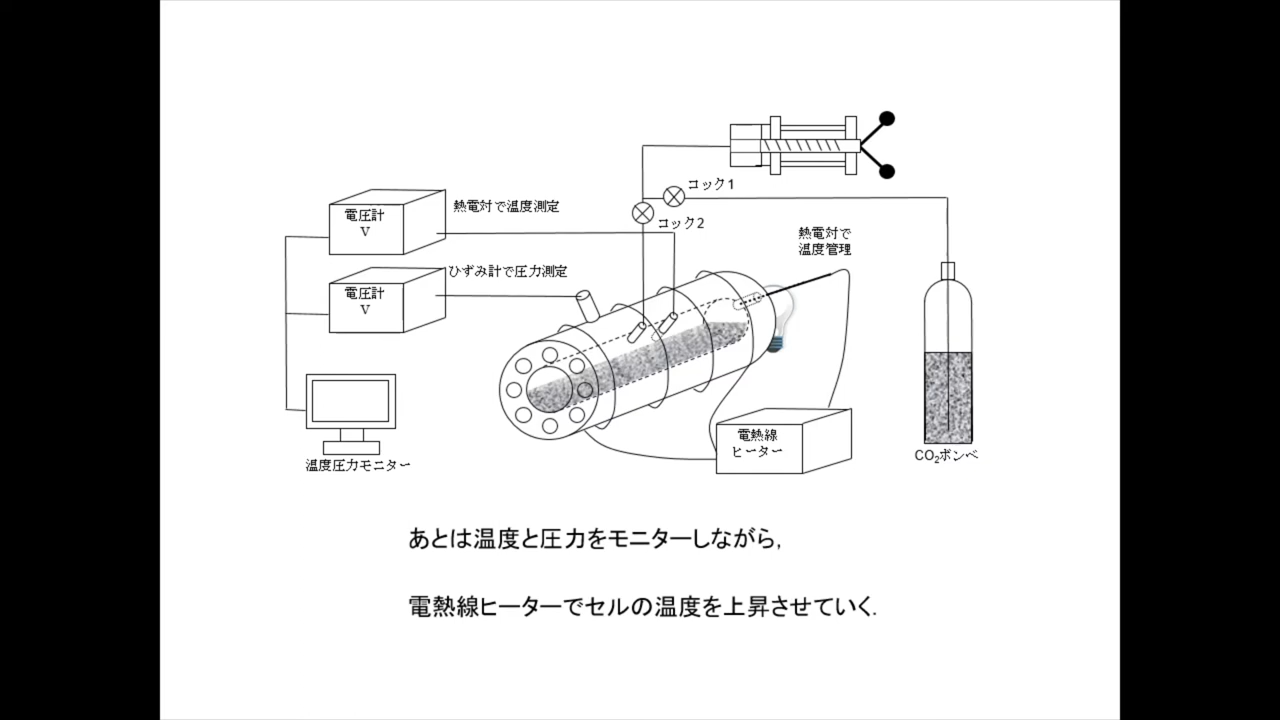 コック1
コック2
電圧計
V
熱電対で温度測定
熱電対で
温度管理
ひずみ計で圧力測定
電圧計
V
電熱線
ヒーター
温度圧力モニター
CO₂ボンベ
あとは温度と圧力をモニターしながら,
電熱線ヒーターでセルの温度を上昇させていく.